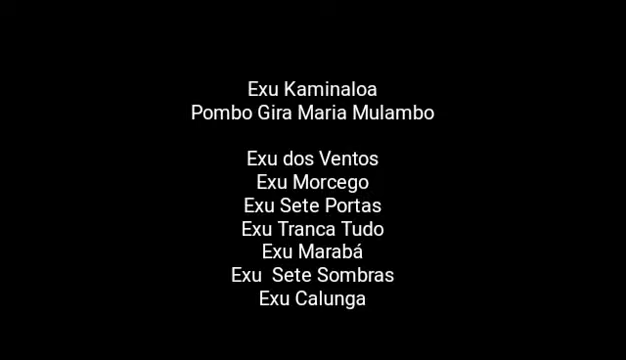 Exu Kaminaloa
Pombo Gira Maria Mulambo
Exu dos Ventos
Exu Morcego
Exu Sete Portas
Exu Tranca Tudo
Exu Marabá
Exu  Sete Sombras
Exu Calunga